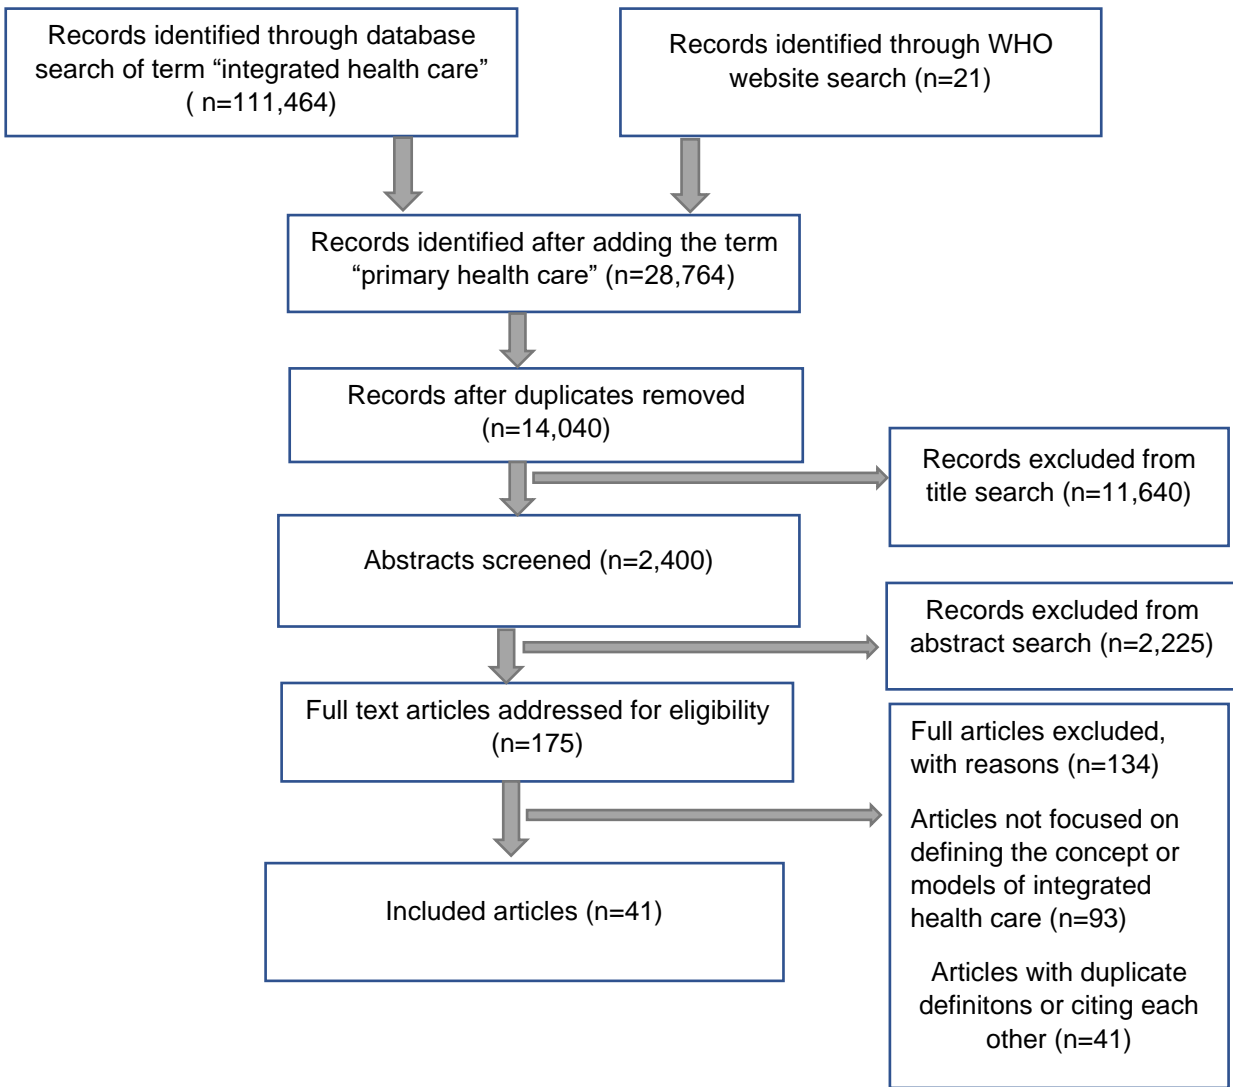 Records identified through database
search of term “integrated health care”
( n=111,464)
Records identified through WHO
website search (n=21)
Records identified after adding the term
“primary health care” (n=28,764)
Records after duplicates removed
(n=14,040)
Records excluded from
title search (n=11,640)
Abstracts screened (n=2,400)
Records excluded from
abstract search (n=2,225)
Full text articles addressed for eligibility
(n=175)
Full articles excluded,
with reasons (n=134)
Articles not focused on
defining the concept or
models of integrated
health care (n=93)
Articles with duplicate
definitons or citing each
other (n=41)
Included articles (n=41)